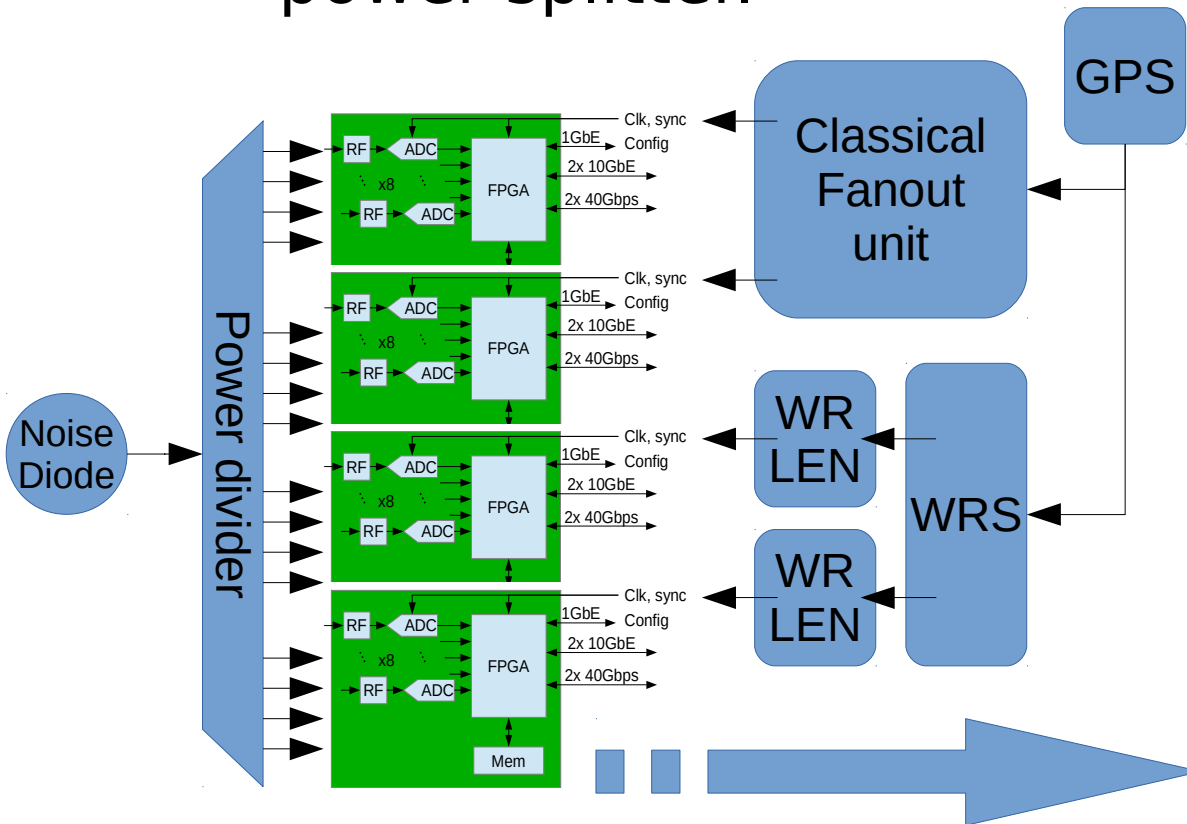 power splitter.
GPS
Classical
Fanout
unit
Noise
Diode
Power divider
RF
ADC
x8
RF
ADC
FPGA
Clk, sync
1GbE
Config
2x 10GbE
2x 40Gbps
RF
ADC
x8
RF
ADC
FPGA
Clk, sync
1GbE
Config
2x 10GbE
2x 40Gbps
RF
ADC
x8
RF
ADC
FPGA
Clk, sync
1GbE
Config
2x 10GbE
2x 40Gbps
RF
ADC
x8
RF
ADC
FPGA
Clk, sync
1GbE
Config
2x 10GbE
2x 40Gbps
Mem
WR
LEN
WR
LEN
WRS